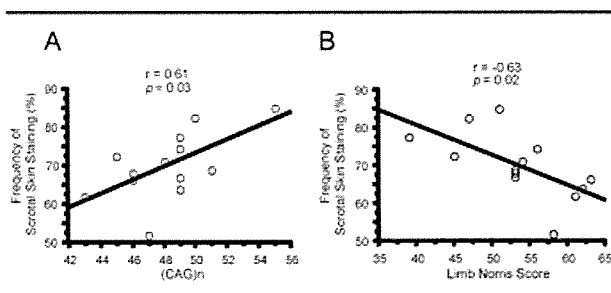 A
r = 0.61
p = 0.03
Frequency of
Scrotal Skin Staining (%)
90
80
70
60
50
42 44 46 48 50 52 54 56
(CAG)n
B
r = -0.63
p = 0.02
Frequency of
Scrotal Skin Staining (%)
90
80
70
60
50
35 40 45 50 55 60 65
Limb Norris Score